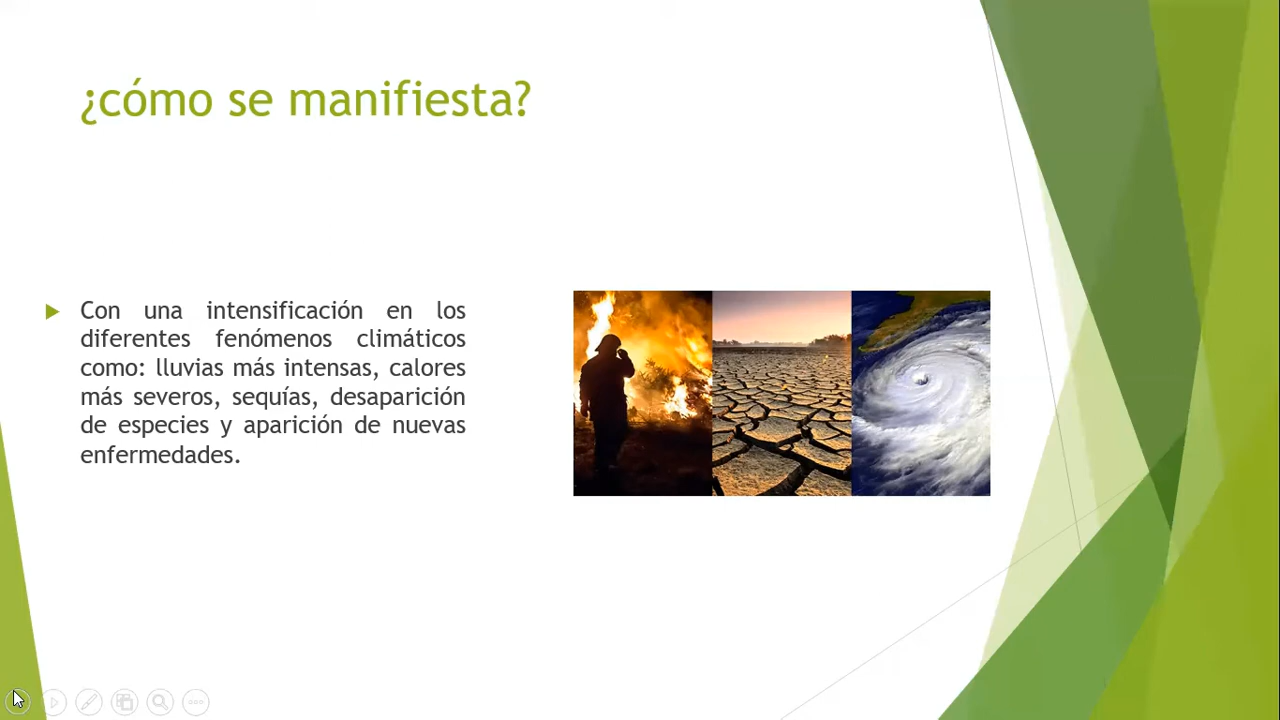 ¿cómo se manifiesta?
Con una intensificación en los
diferentes fenómenos climáticos
como: lluvias más intensas, calores
más severos, sequías, desaparición
de especies y aparición de nuevas
enfermedades.